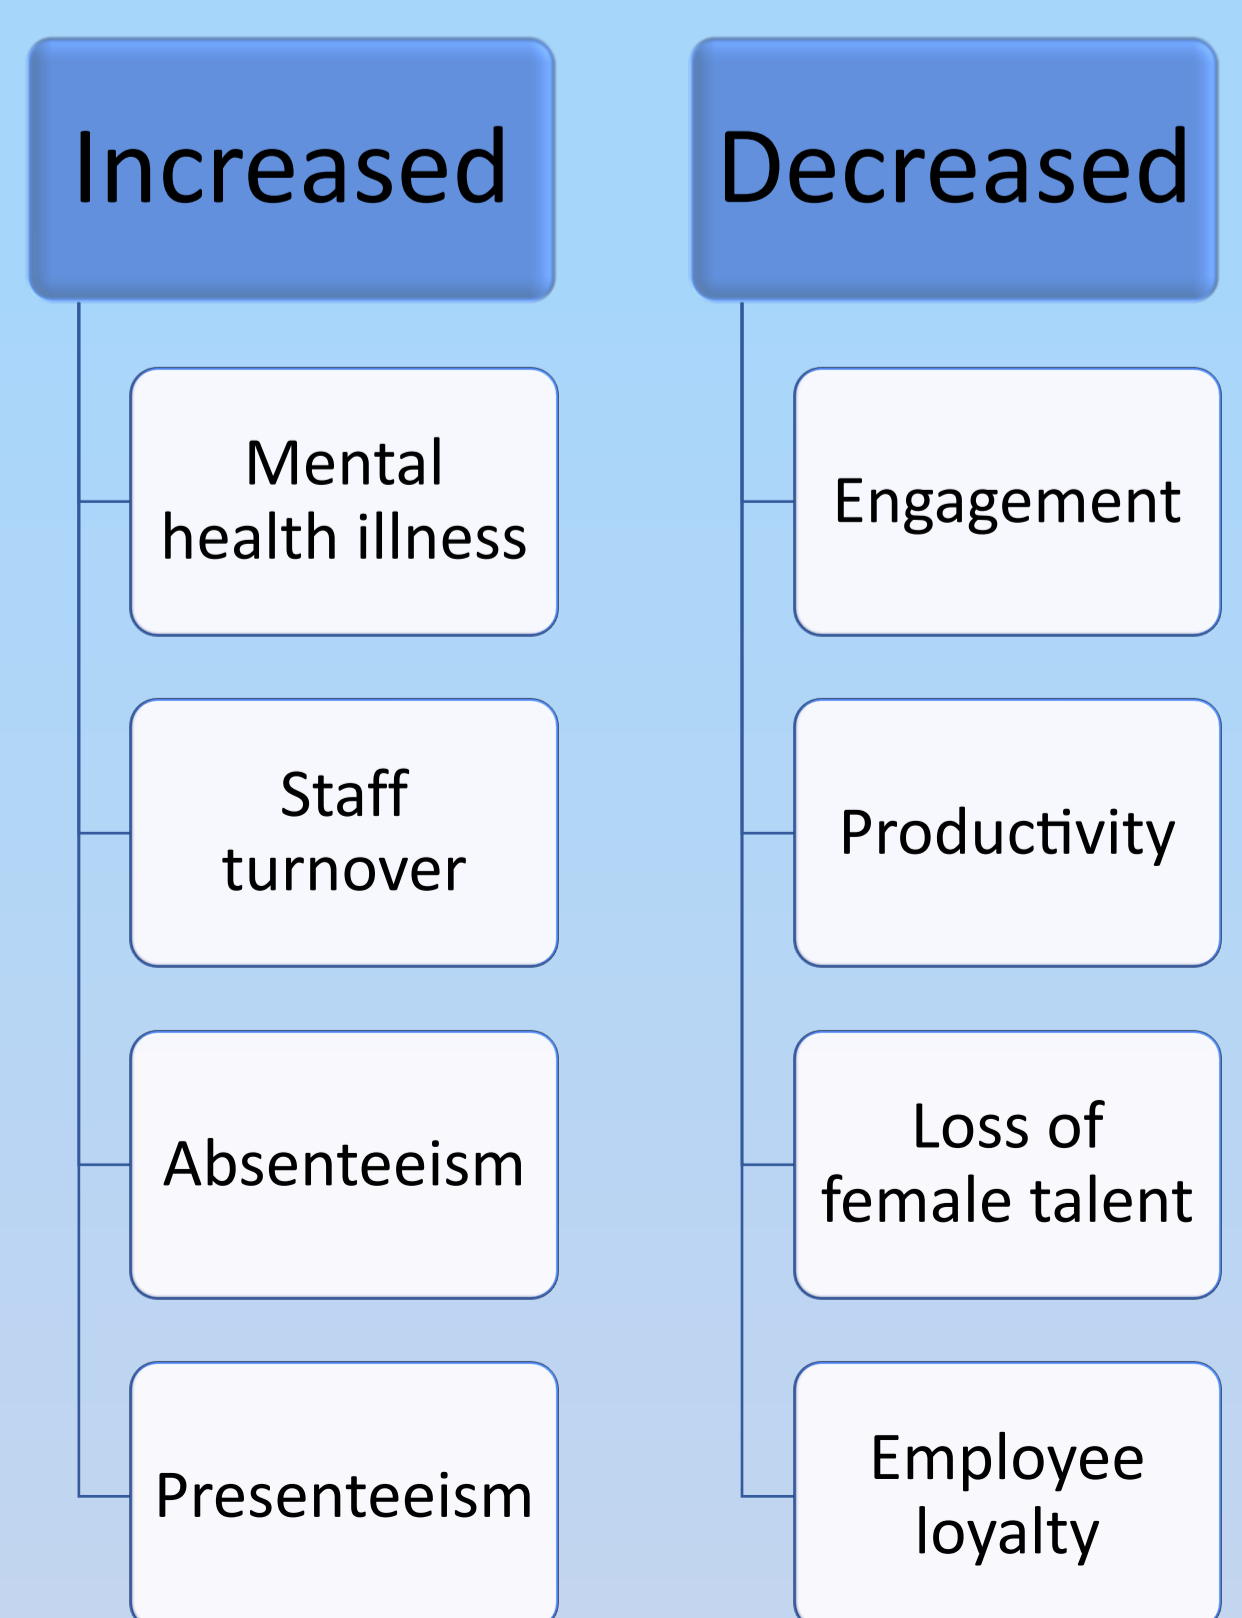 Increased
Mental
health illness
Staff
turnover
Absenteeism
Presenteeism
Decreased
Engagement
Productivity
Loss of
female talent
Employee
loyalty